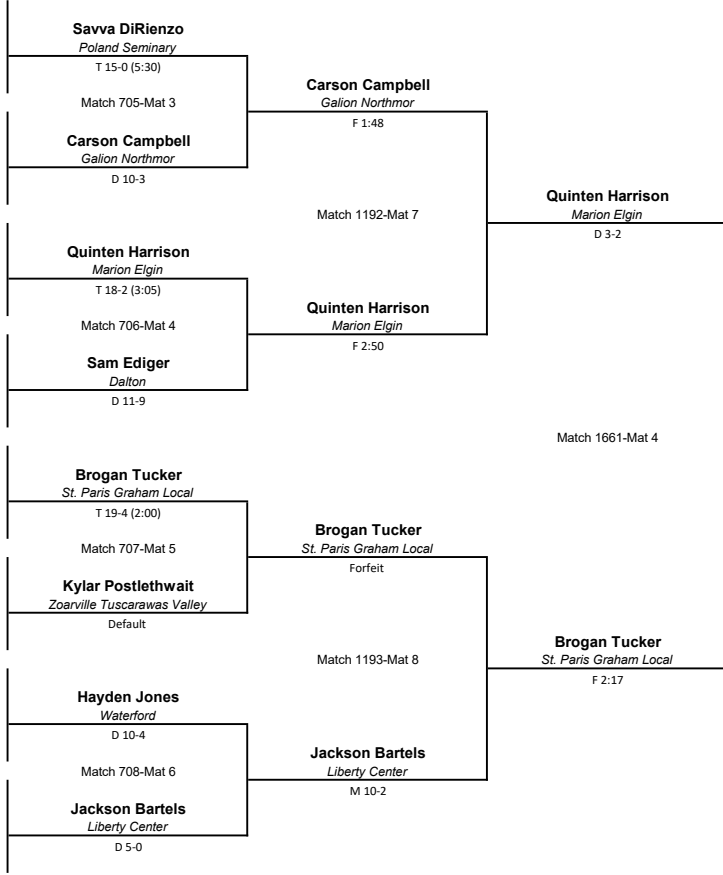 Savva DiRienzo
Poland Seminary
T 15-0 (5:30)
Match 705-Mat 3
Carson Campbell
Galion Northmor
D 10-3
Carson Campbell
Galion Northmor
F 1:48
Match 1192-Mat 7
Quinten Harrison
Marion Elgin
D 3-2
Quinten Harrison
Marion Elgin
T 18-2 (3:05)
Match 706-Mat 4
Sam Ediger
Dalton
D 11-9
Quinten Harrison
Marion Elgin
F 2:50
Match 1661-Mat 4
Brogan Tucker
St. Paris Graham Local
T 19-4 (2:00)
Match 707-Mat 5
Kylar Postlethwait
Zoarville Tuscarawas Valley
Default
Brogan Tucker
St. Paris Graham Local
Forfeit
Match 1193-Mat 8
Brogan Tucker
St. Paris Graham Local
F 2:17
Hayden Jones
Waterford
D 10-4
Match 708-Mat 6
Jackson Bartels
Liberty Center
D 5-0
Jackson Bartels
Liberty Center
M 10-2